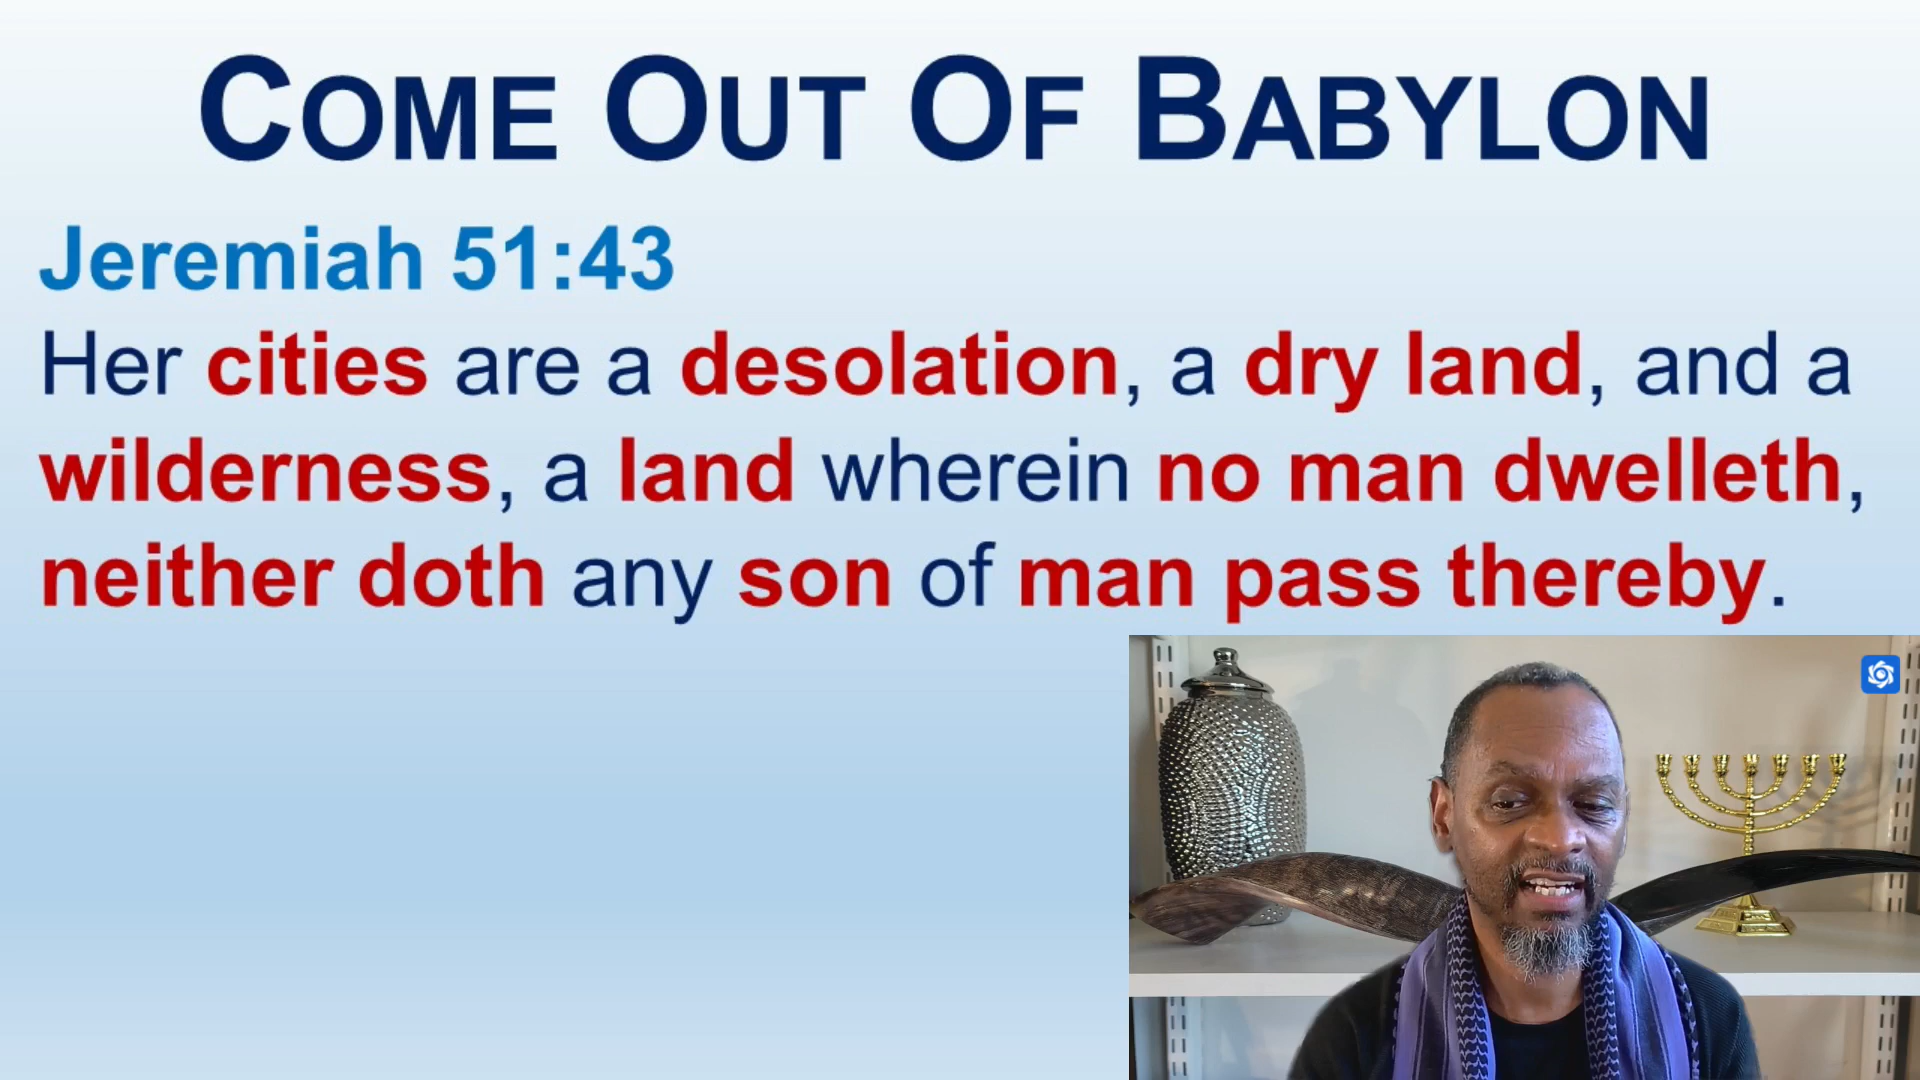 COME OUT OF BABYLON
Jeremiah 51:43
Her cities are a desolation, a dry land, and a
wilderness, a land wherein no man dwelleth,
neither doth any son of man pass thereby.